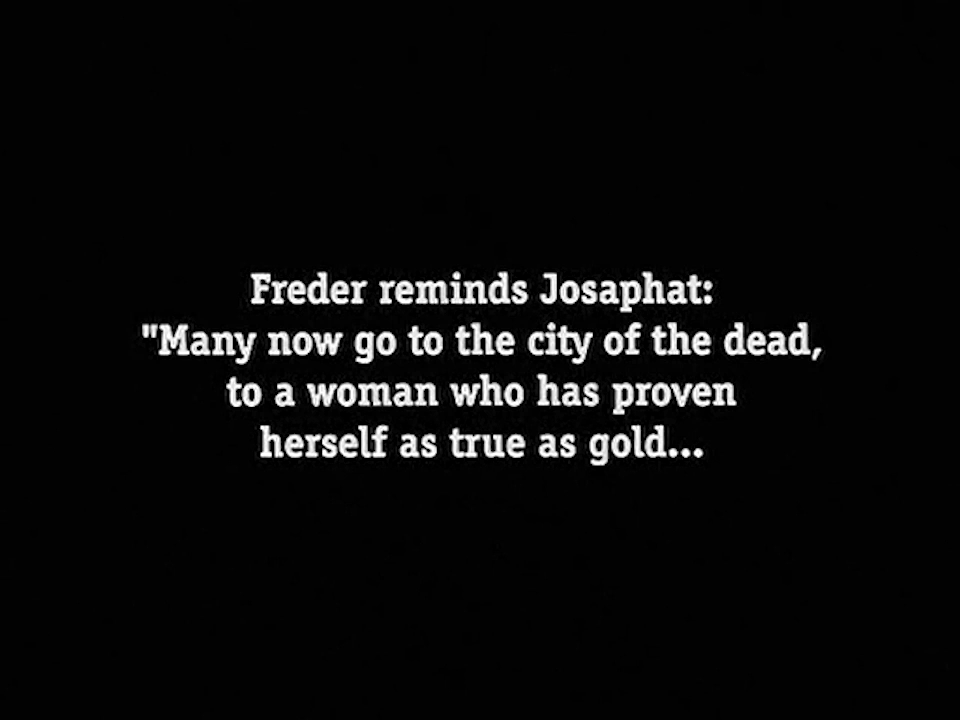 Freder reminds Josaphat:
"Many now go to the city of the dead,
to a woman who has proven
herself as true as gold...